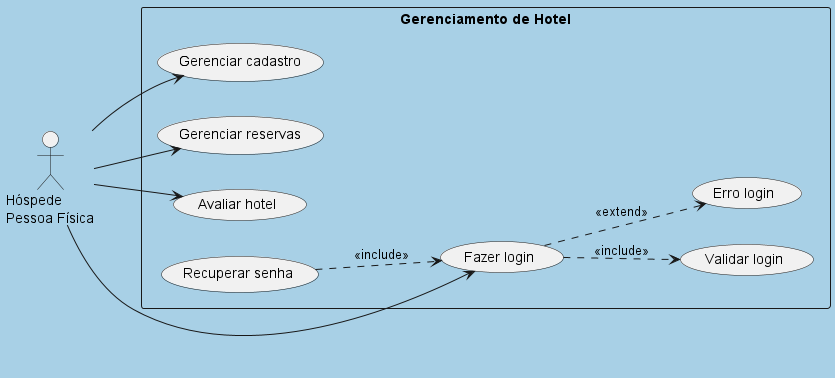 Gerenciamento de Hotel
Gerenciar cadastro
Gerenciar reservas
Hóspede
Pessoa Física
Avaliar hotel
Erro login
«extend»
Recuperar senha
«include»
Fazer login
«include»
Validar login